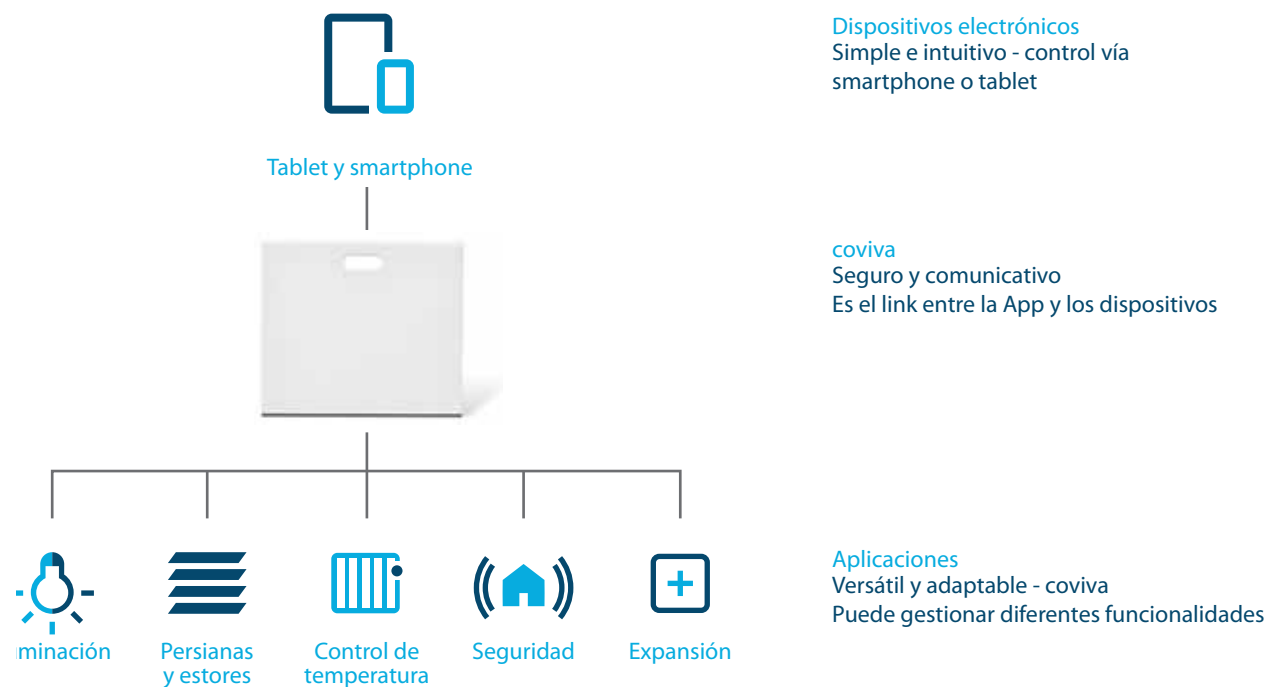 Dispositivos electrónicos
Simple e intuitivo - control vía
smartphone o tablet
Tablet y smartphone
coviva
Seguro y comunicativo
Es el link entre la App y los dispositivos
Aplicaciones
Versátil y adaptable - coviva
Puede gestionar diferentes funcionalidades
minación
Persianas
y estores
Control de
temperatura
Seguridad
Expansión